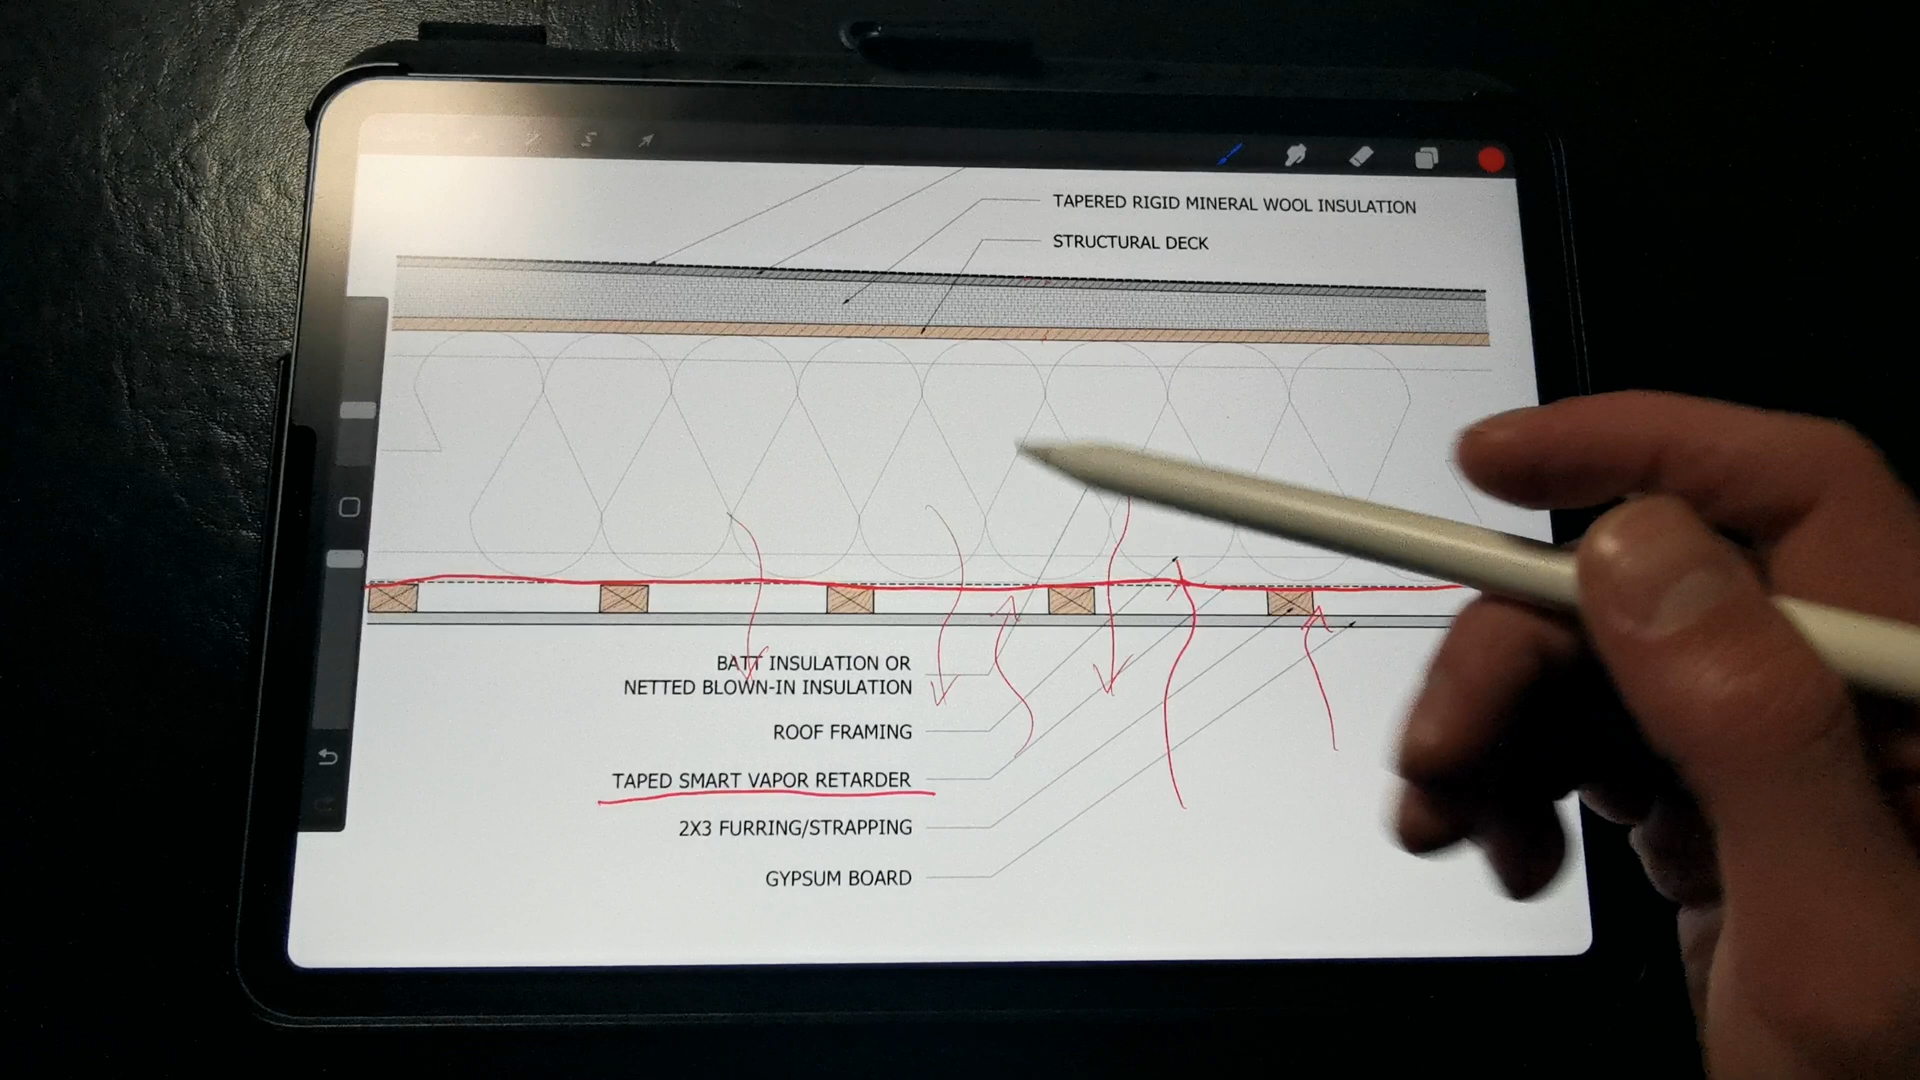 TAPERED RIGID MINERAL WOOL INSULATION
STRUCTURAL DECK
BATT INSULATION OR
NETTED BLOWN-IN INSULATION
ROOF FRAMING
TAPED SMART VAPOR RETARDER
2X3 FURRING/STRAPPING
GYPSUM BOARD